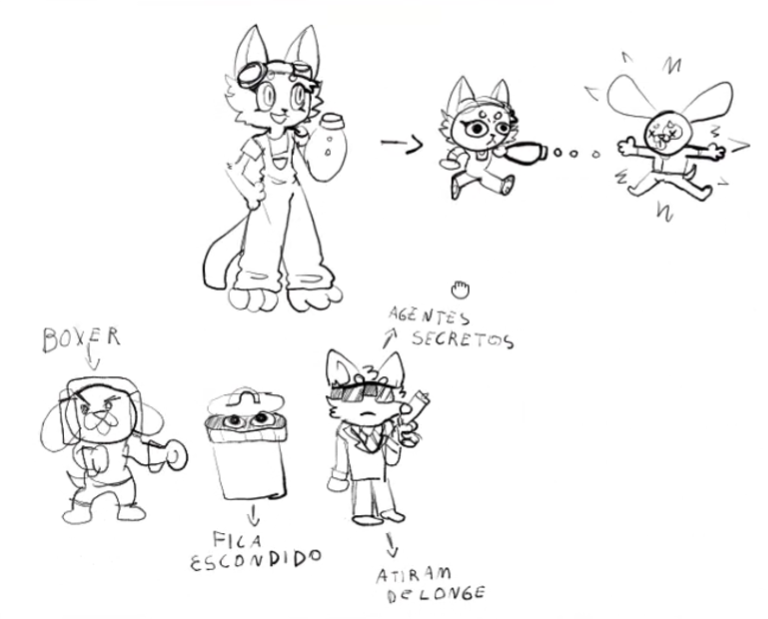 AGENTES
SECRETOS
BOXER
FICA
ESCONDIDO
ATIRAM
De LONGE